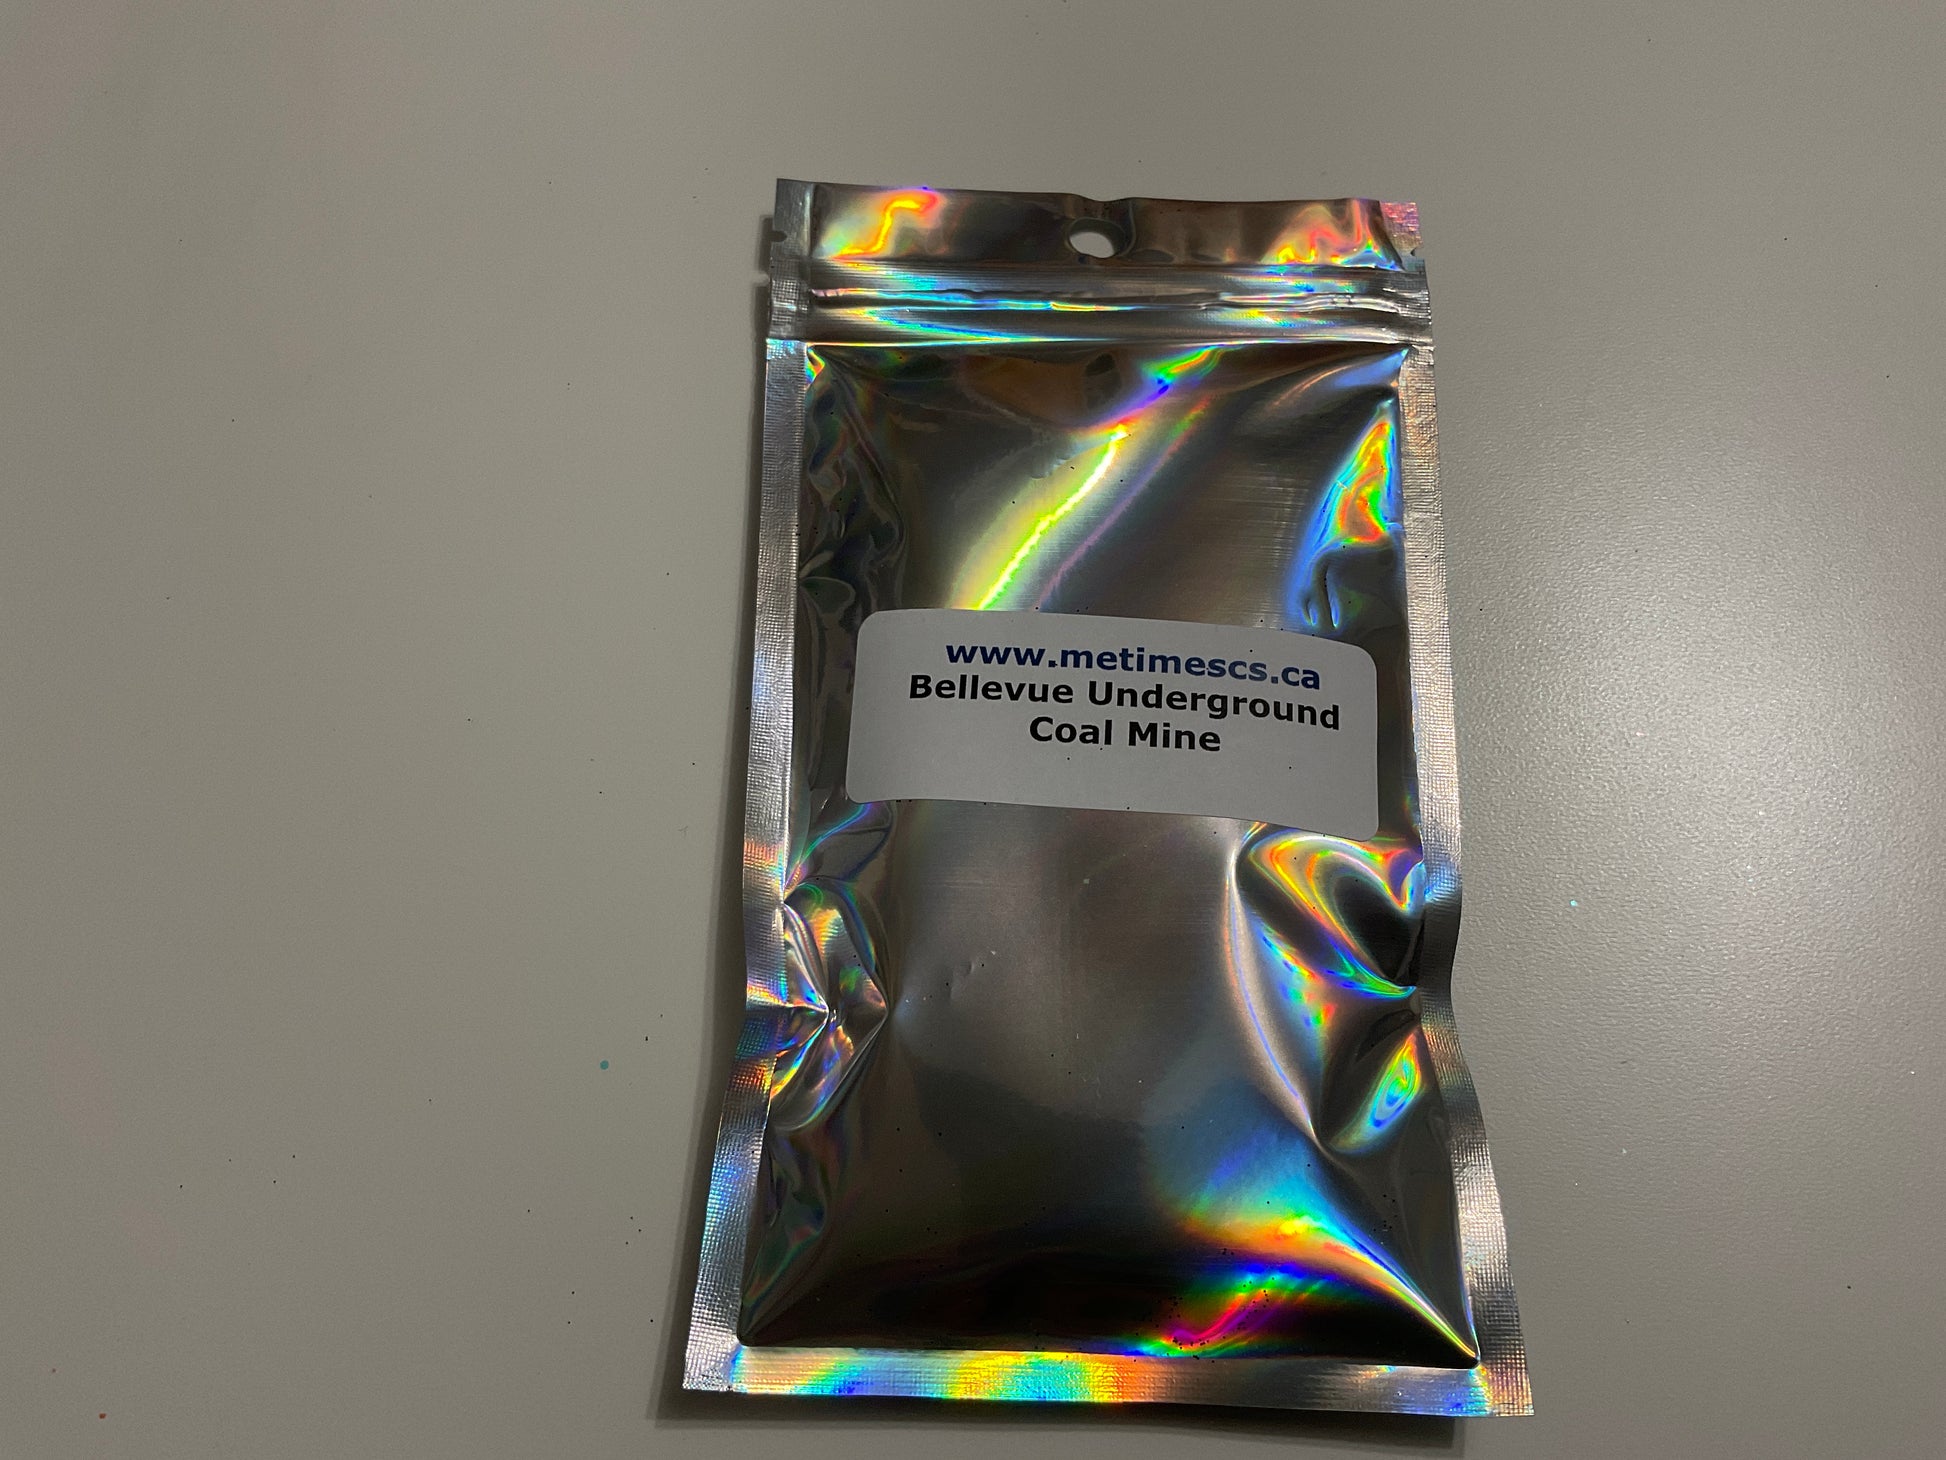 www.metimescs.ca
Bellevue Underground
Coal Mine